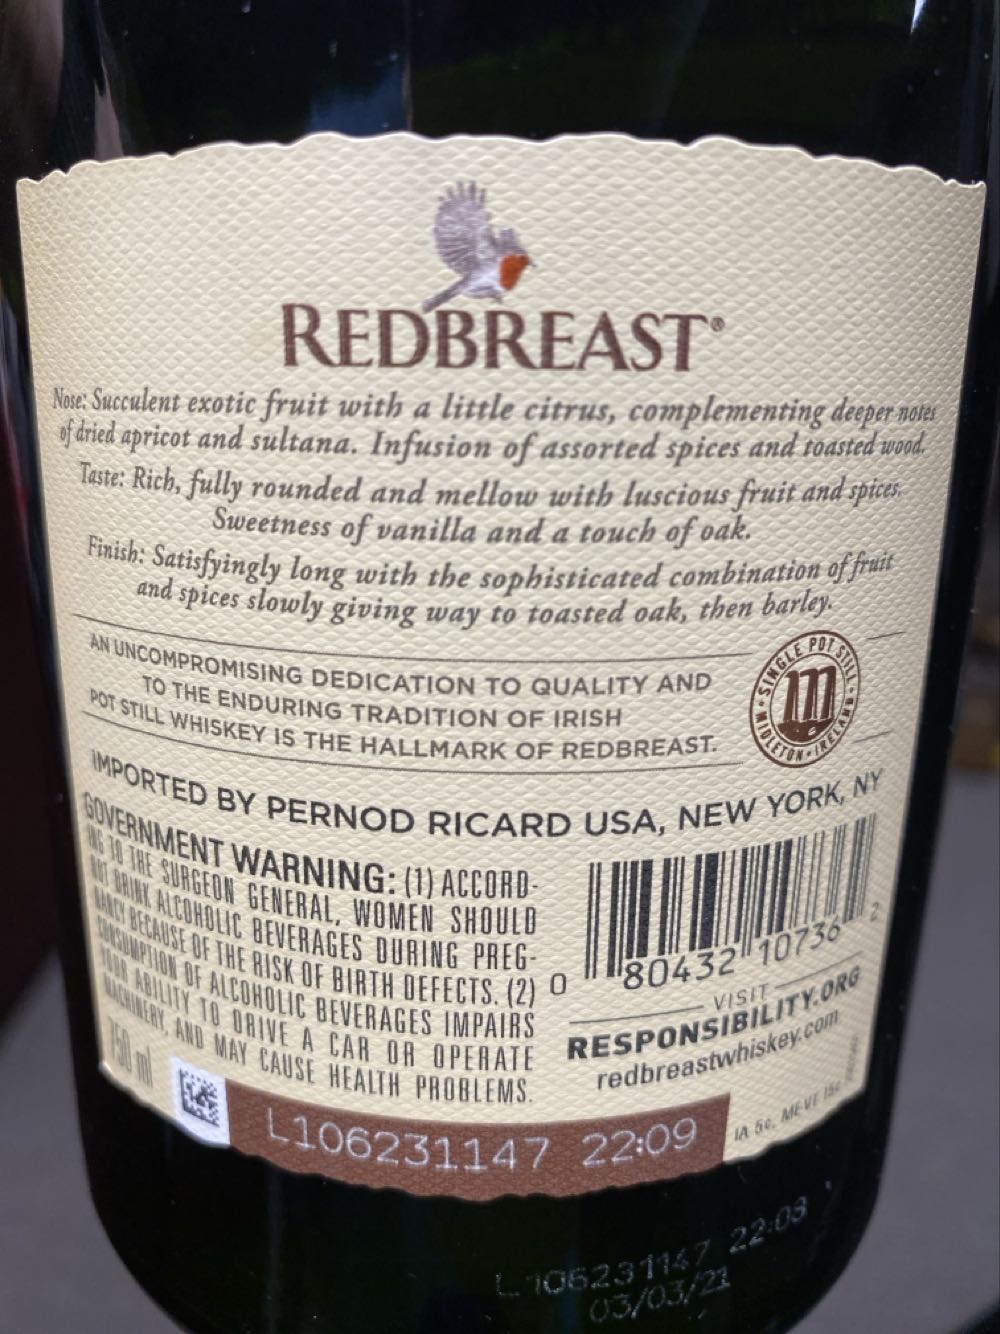 REDBREAST®
Nose: Succulent exotic fruit with a little citrus, complementing deeper notes
of dried apricot and sultana. Infusion of assorted spices and toasted wood.
Taste: Rich, fully rounded and mellow with luscious fruit and spices.
Sweetness of vanilla and a touch of oak.
Finish: Satisfyingly long with the sophisticated combination of fruit
and spices slowly giving way to toasted oak, then barley.
AN UNCOMPROMISING DEDICATION TO QUALITY AND
TO THE ENDURING TRADITION OF IRISH
POT STILL WHISKEY IS THE HALLMARK OF REDBREAST.
SINGLE POT STILL
MIDLETON · IRELAND
IMPORTED BY PERNOD RICARD USA, NEW YORK, NY
GOVERNMENT WARNING: (1) ACCORD-
ING TO THE SURGEON GENERAL, WOMEN SHOULD
NOT DRINK ALCOHOLIC BEVERAGES DURING PREG-
NANCY BECAUSE OF THE RISK OF BIRTH DEFECTS. (2)
CONSUMPTION OF ALCOHOLIC BEVERAGES IMPAIRS
YOUR ABILITY TO DRIVE A CAR OR OPERATE
MACHINERY, AND MAY CAUSE HEALTH PROBLEMS.
750 ml
0 80432 10736 2
VISIT
RESPONSIBILITY.ORG
redbreastwhiskey.com
IA 5¢, ME VE 15¢
L106231147 22:09
L 106231147 22:08
03/03/21